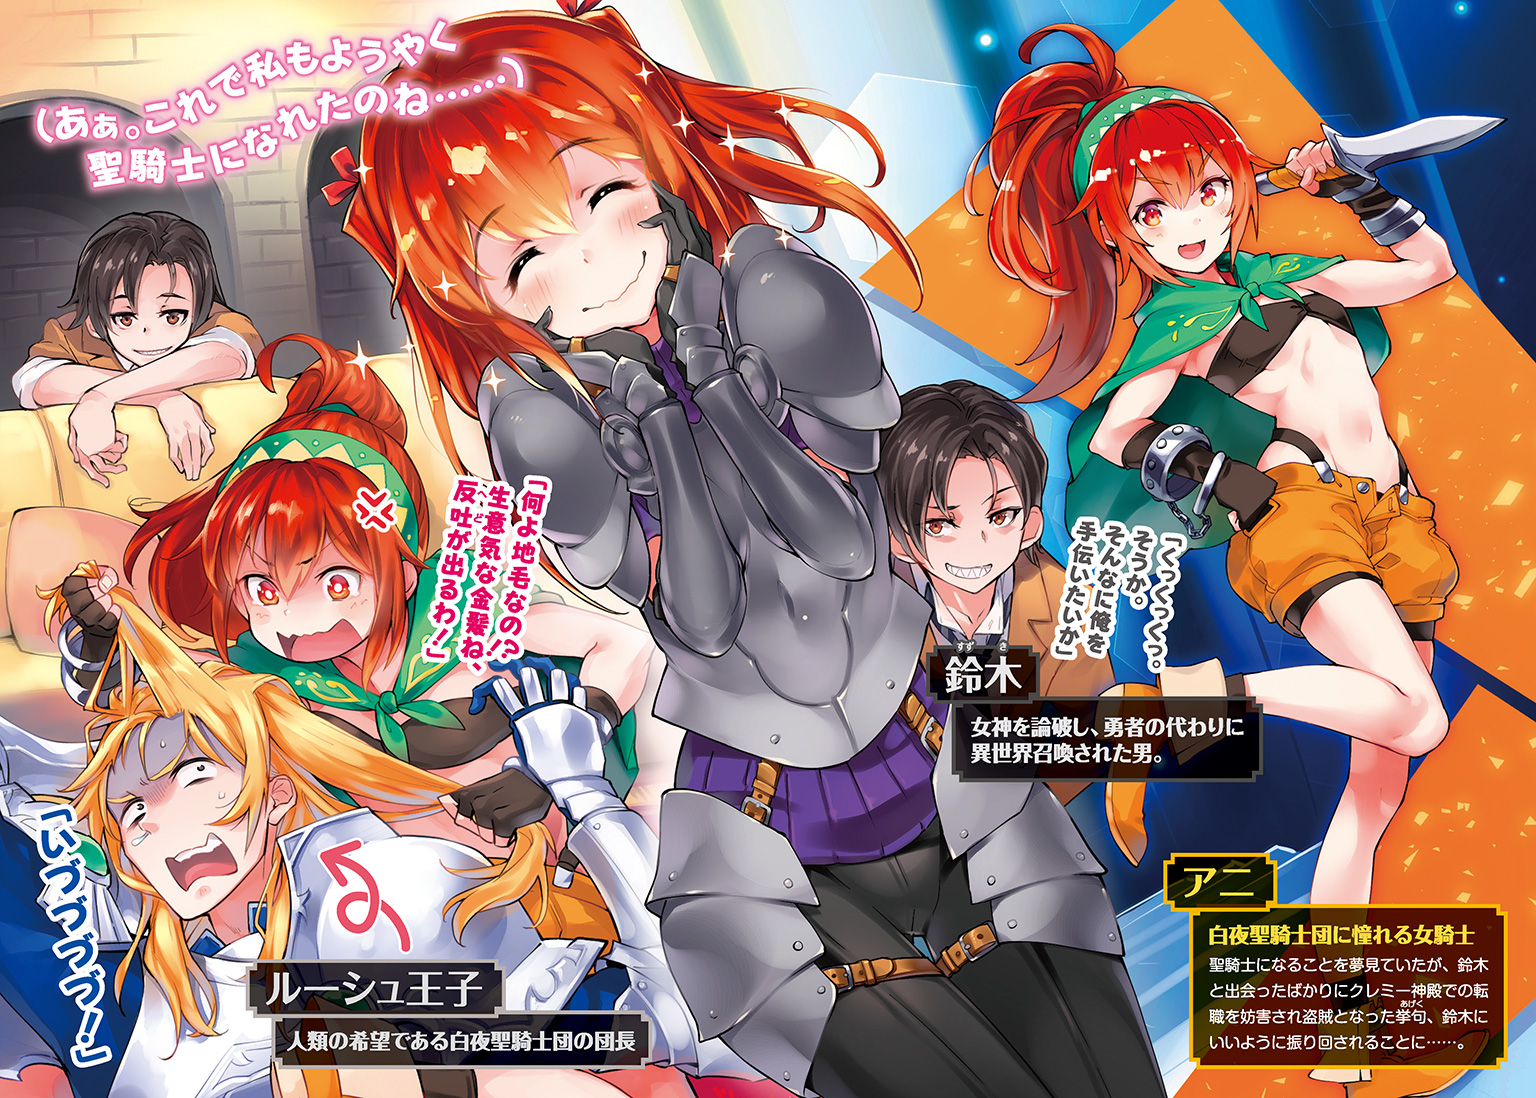 (あぁ。これで私もようやく
聖騎士になれたのね……)
「何よ地毛なの!?
生意気な金髪ね、
反吐が出るわ!」
へど
「いづづづづ!」
ルーシュ王子
人類の希望である白夜聖騎士団の団長
「くっくっくっ。
そうか。
そんなに俺を
手伝いたいか」
すずき
鈴木
女神を論破し、勇者の代わりに
異世界召喚された男。
アニ
白夜聖騎士団に憧れる女騎士
聖騎士になることを夢見ていたが、鈴木
と出会ったばかりにクレミー神殿での転
職を妨害され盗賊となった挙句、鈴木に
あげく
いいように振り回されることに……。